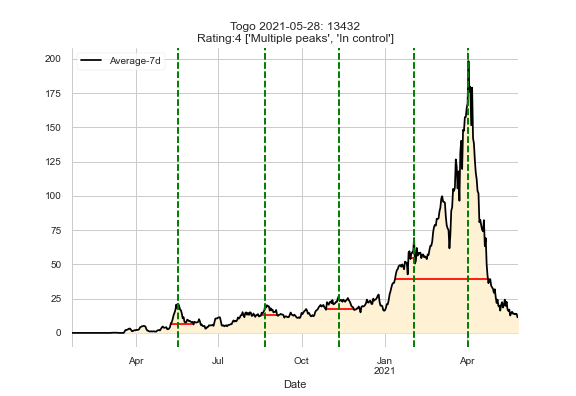 Togo 2021-05-28: 13432
Rating:4 ['Multiple peaks', 'In control']
Average-7d
200
175
150
125
100
75
50
25
0
Apr
Jul
Oct
Jan
2021
Apr
Date